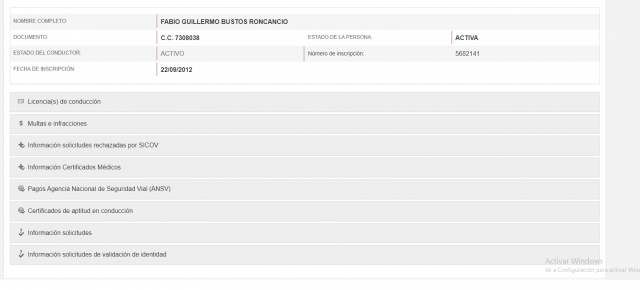 NOMBRE COMPLETO: FABIO GUILLERMO BUSTOS RONCANCIO
DOCUMENTO: C.C. 7308038 ESTADO DE LA PERSONA: ACTIVA
ESTADO DEL CONDUCTOR: ACTIVO Número de inscripción: 5682141
FECHA DE INSCRIPCIÓN: 22/09/2012
Licencia(s) de conducción
Multas e infracciones
Información solicitudes rechazadas por SICOV
Información Certificados Médicos
Pagos Agencia Nacional de Seguridad Vial (ANSV)
Certificados de aptitud en conducción
Información solicitudes
Información solicitudes de validación de identidad
Activar Windows
Ve a Configuración para activar Win